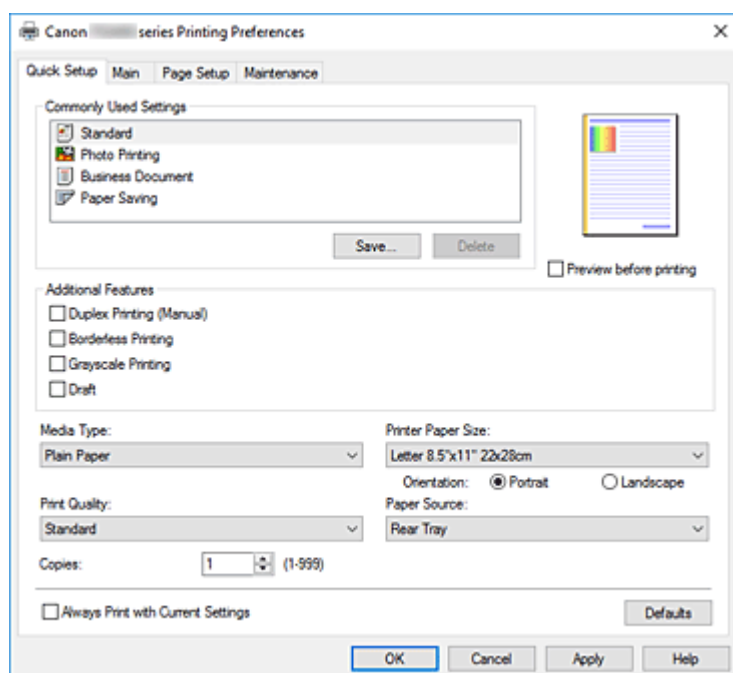 Canon series Printing Preferences
Quick Setup Main Page Setup Maintenance
Commonly Used Settings
Standard
Photo Printing
Business Document
Paper Saving
Save... Delete
Preview before printing
Additional Features
Duplex Printing (Manual)
Borderless Printing
Grayscale Printing
Draft
Media Type: Printer Paper Size:
Plain Paper Letter 8.5"x11" 22x28cm
Orientation: Portrait Landscape
Print Quality: Paper Source:
Standard Rear Tray
Copies: 1 (1-999)
Always Print with Current Settings Defaults
OK Cancel Apply Help